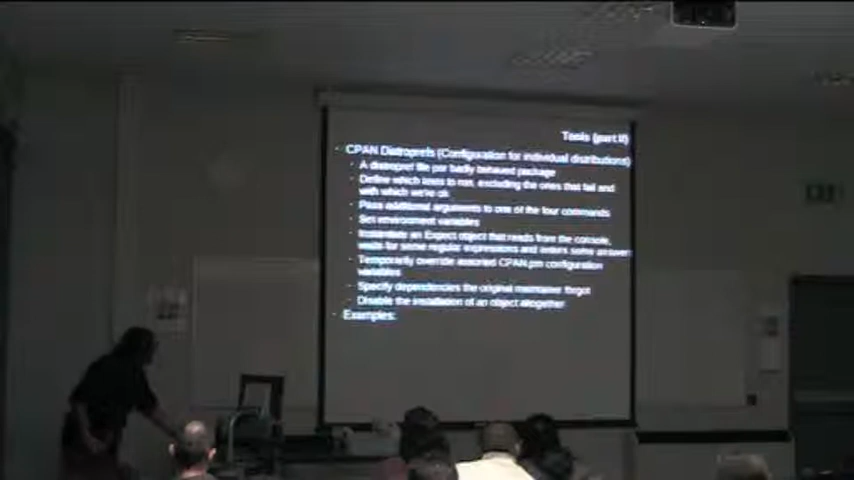 Tools (part II)
- CPAN Distroprefs (Configuration for individual distributions)
- A distropref file per badly behaved package
- Define which tests to run, excluding the ones that fail and
with which we're ok
- Pass additional arguments to one of the four commands
- Set environment variables
- Instantiate an Expect object that reads from the console,
waits for some regular expressions and enters some answer
- Temporarily override assorted CPAN.pm configuration
variables
- Specify dependencies the original maintainer forgot
- Disable the installation of an object altogether
- Examples: